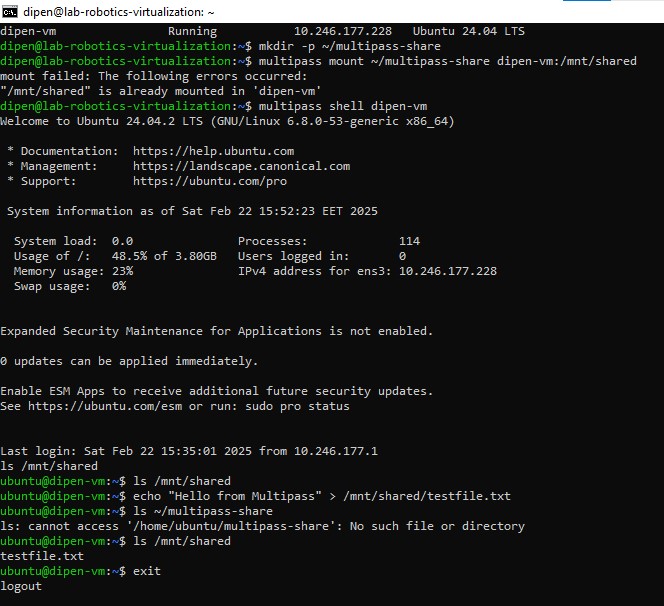 dipen@lab-robotics-virtualization: ~
dipen-vm                Running           10.246.177.228   Ubuntu 24.04 LTS
dipen@lab-robotics-virtualization:~$ mkdir -p ~/multipass-share
dipen@lab-robotics-virtualization:~$ multipass mount ~/multipass-share dipen-vm:/mnt/shared
mount failed: The following errors occurred:
"/mnt/shared" is already mounted in 'dipen-vm'
dipen@lab-robotics-virtualization:~$ multipass shell dipen-vm
Welcome to Ubuntu 24.04.2 LTS (GNU/Linux 6.8.0-53-generic x86_64)
 * Documentation:  https://help.ubuntu.com
 * Management:     https://landscape.canonical.com
 * Support:        https://ubuntu.com/pro
 System information as of Sat Feb 22 15:52:23 EET 2025
  System load:  0.0               Processes:             114
  Usage of /:   48.5% of 3.80GB   Users logged in:       0
  Memory usage: 23%               IPv4 address for ens3: 10.246.177.228
  Swap usage:   0%
Expanded Security Maintenance for Applications is not enabled.
0 updates can be applied immediately.
Enable ESM Apps to receive additional future security updates.
See https://ubuntu.com/esm or run: sudo pro status
Last login: Sat Feb 22 15:35:01 2025 from 10.246.177.1
ls /mnt/shared
ubuntu@dipen-vm:~$ ls /mnt/shared
ubuntu@dipen-vm:~$ echo "Hello from Multipass" > /mnt/shared/testfile.txt
ubuntu@dipen-vm:~$ ls ~/multipass-share
ls: cannot access '/home/ubuntu/multipass-share': No such file or directory
ubuntu@dipen-vm:~$ ls /mnt/shared
testfile.txt
ubuntu@dipen-vm:~$ exit
logout